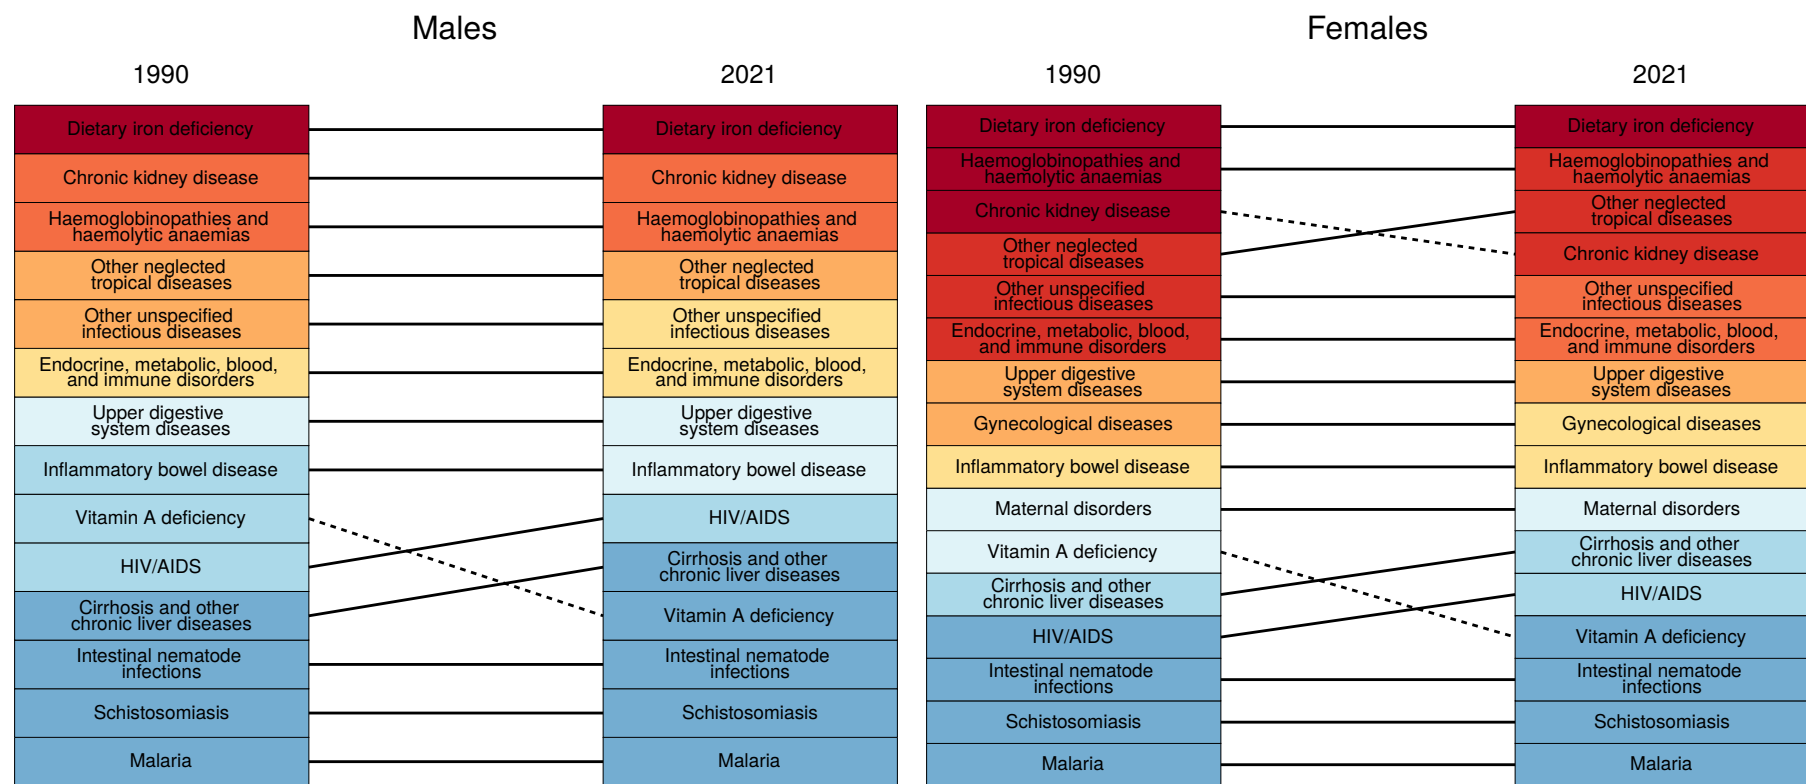 Males
1990
2021
Dietary iron deficiency
Chronic kidney disease
Haemoglobinopathies and
haemolytic anaemias
Other neglected
tropical diseases
Other unspecified
infectious diseases
Endocrine, metabolic, blood,
and immune disorders
Upper digestive
system diseases
Inflammatory bowel disease
Vitamin A deficiency
HIV/AIDS
Cirrhosis and other
chronic liver diseases
Intestinal nematode
infections
Schistosomiasis
Malaria
Dietary iron deficiency
Chronic kidney disease
Haemoglobinopathies and
haemolytic anaemias
Other neglected
tropical diseases
Other unspecified
infectious diseases
Endocrine, metabolic, blood,
and immune disorders
Upper digestive
system diseases
Inflammatory bowel disease
HIV/AIDS
Cirrhosis and other
chronic liver diseases
Vitamin A deficiency
Intestinal nematode
infections
Schistosomiasis
Malaria
Females
1990
2021
Dietary iron deficiency
Haemoglobinopathies and
haemolytic anaemias
Chronic kidney disease
Other neglected
tropical diseases
Other unspecified
infectious diseases
Endocrine, metabolic, blood,
and immune disorders
Upper digestive
system diseases
Gynecological diseases
Inflammatory bowel disease
Maternal disorders
Vitamin A deficiency
Cirrhosis and other
chronic liver diseases
HIV/AIDS
Intestinal nematode
infections
Schistosomiasis
Malaria
Dietary iron deficiency
Haemoglobinopathies and
haemolytic anaemias
Other neglected
tropical diseases
Chronic kidney disease
Other unspecified
infectious diseases
Endocrine, metabolic, blood,
and immune disorders
Upper digestive
system diseases
Gynecological diseases
Inflammatory bowel disease
Maternal disorders
Cirrhosis and other
chronic liver diseases
HIV/AIDS
Vitamin A deficiency
Intestinal nematode
infections
Schistosomiasis
Malaria